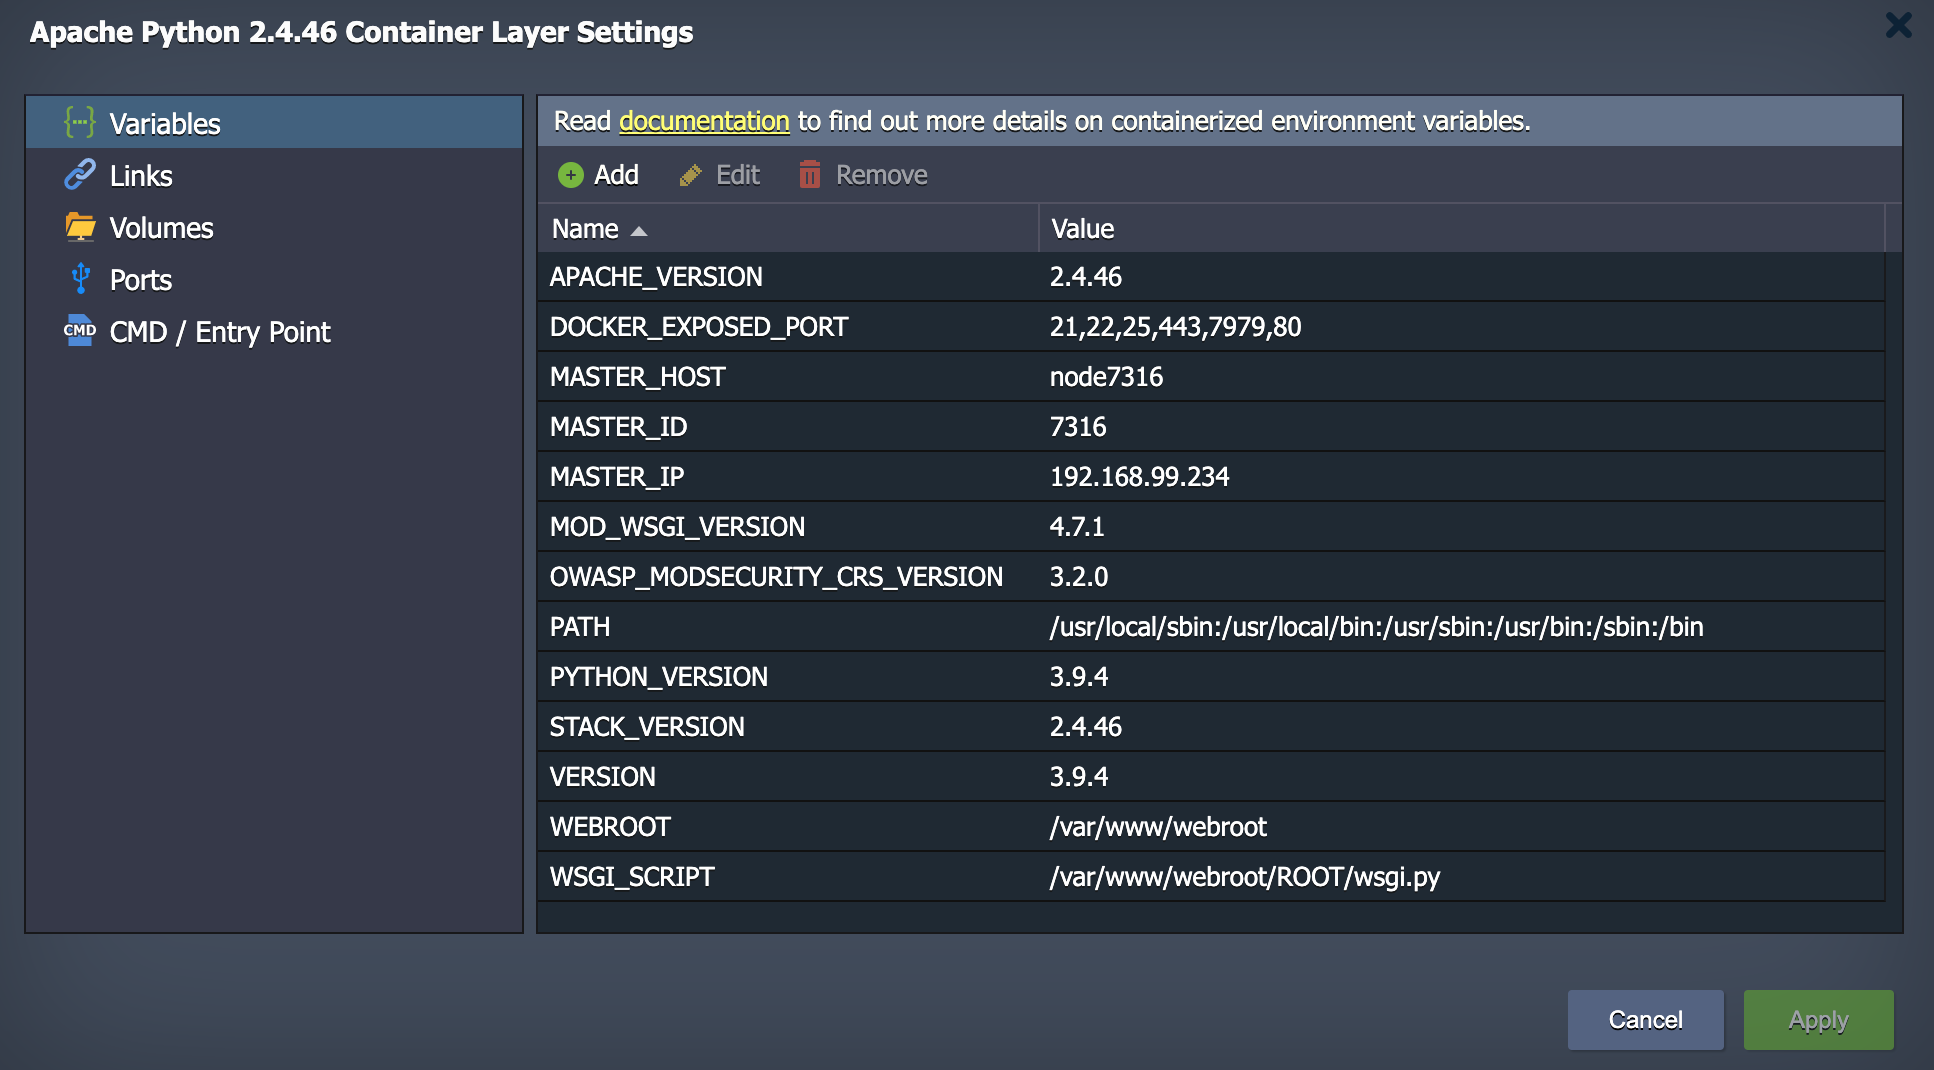 Apache Python 2.4.46 Container Layer Settings
Variables
Links
Volumes
Ports
CMD CMD / Entry Point
Read documentation to find out more details on containerized environment variables.
Add Edit Remove
Name Value
APACHE_VERSION 2.4.46
DOCKER_EXPOSED_PORT 21,22,25,443,7979,80
MASTER_HOST node7316
MASTER_ID 7316
MASTER_IP 192.168.99.234
MOD_WSGI_VERSION 4.7.1
OWASP_MODSECURITY_CRS_VERSION 3.2.0
PATH /usr/local/sbin:/usr/local/bin:/usr/sbin:/usr/bin:/sbin:/bin
PYTHON_VERSION 3.9.4
STACK_VERSION 2.4.46
VERSION 3.9.4
WEBROOT /var/www/webroot
WSGI_SCRIPT /var/www/webroot/ROOT/wsgi.py
Cancel Apply